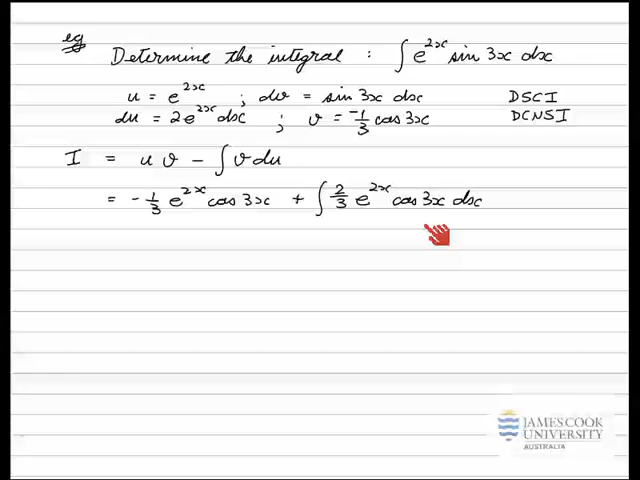 eg
Determine the integral : ∫ e^{2x} sin 3x dx
u = e^{2x} ; dv = sin 3x dx DSCI
du = 2e^{2x} dx ; v = -1/3 cos 3x DCNSI
I = u v - ∫ v du
= - 1/3 e^{2x} cos 3x + ∫ 2/3 e^{2x} cos 3x dx
JAMES COOK
UNIVERSITY
AUSTRALIA